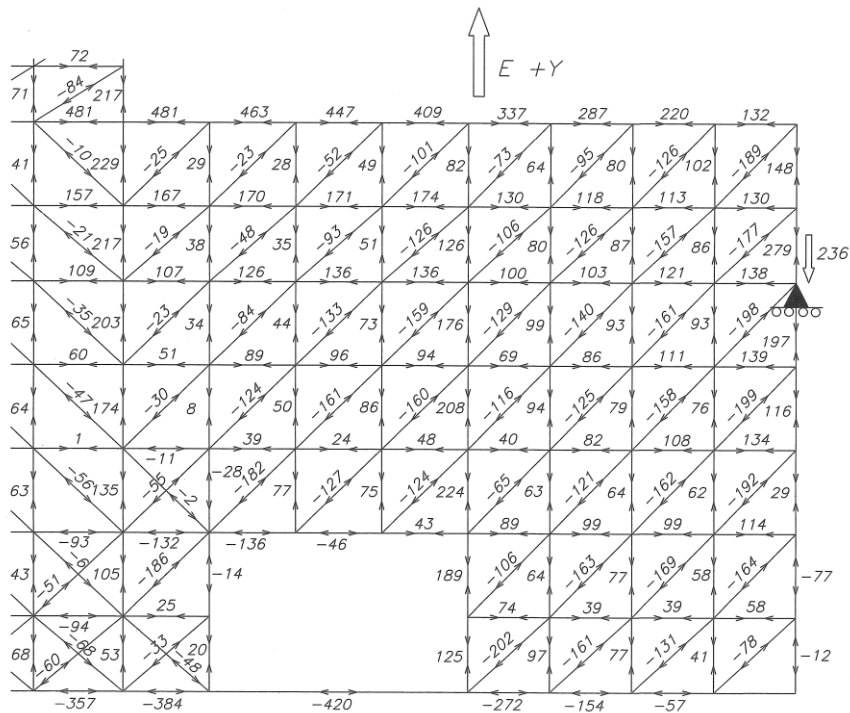 72
E +Y
71 -84 217
481 481 463 447 409 337 287 220 132
41 -10 229 -25 29 -23 28 -52 49 -101 82 -73 64 -95 80 -126 102 -189 148
157 167 170 171 174 130 118 113 130
56 -21 217 -19 38 -48 35 -93 51 -126 126 -106 80 -126 87 -157 86 -177 279 236
109 107 126 136 136 100 103 121 138
65 -35 203 -23 34 -84 44 -133 73 -159 176 -129 99 -140 93 -161 93 -198 197
60 51 89 96 94 69 86 111 139
64 -47 174 -30 8 -124 50 -161 86 -160 208 -116 94 -125 79 -158 76 -199 116
1 -11 39 24 48 40 82 108 134
63 -56 135 -55 -2 -28 -182 77 -127 75 -124 224 -65 63 -121 64 -162 62 -192 29
-93 -132 -136 -46 43 89 99 99 114
43 -51 -6 105 -186 -14 189 -106 64 -163 77 -169 58 -164 -77
-94 25 74 39 39 58
68 -60 -68 53 -33 -48 20 125 -202 97 -161 77 -131 41 -78 -12
-357 -384 -420 -272 -154 -57